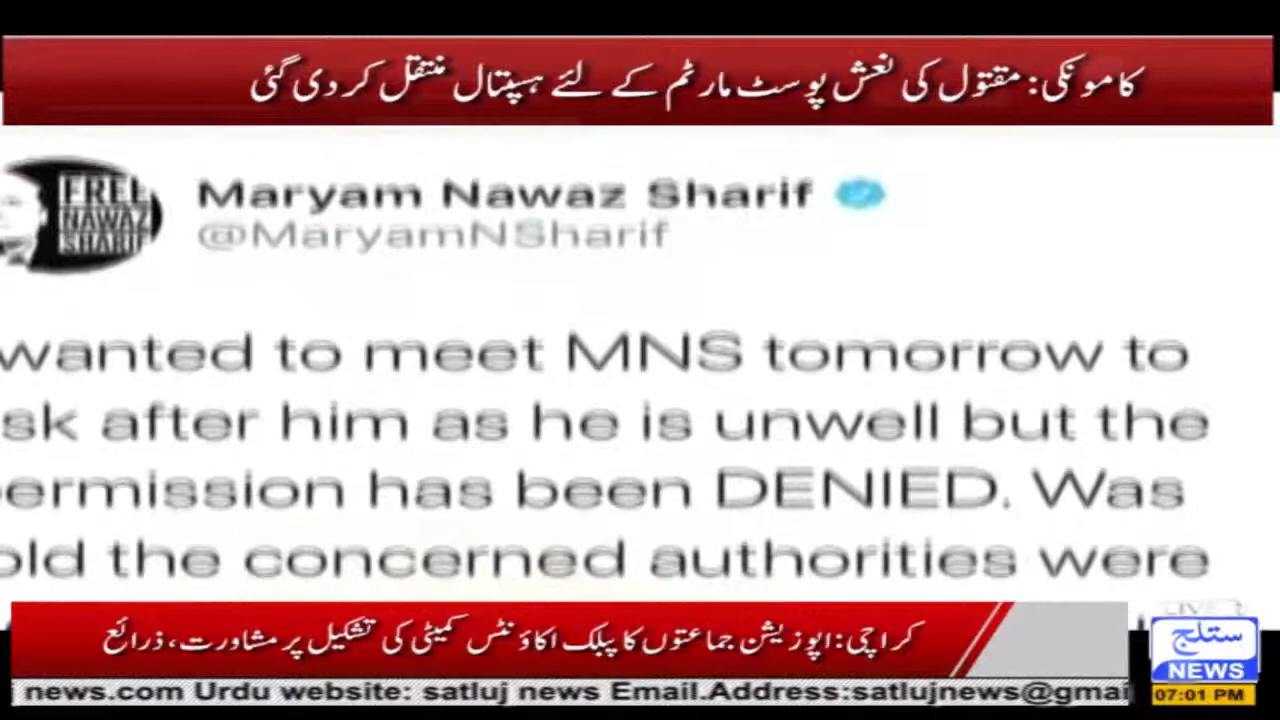 کامونکی: مقتول کی نعش پوسٹ مارٹم کے لئے ہسپتال منتقل کر دی گئی
FREE
NAWAZ
SHARIF
Maryam Nawaz Sharif
@MaryamNSharif
wanted to meet MNS tomorrow to
sk after him as he is unwell but the
ermission has been DENIED. Was
old the concerned authorities were
کراچی: اپوزیشن جماعتوں کا پبلک اکاؤنٹس کمیٹی کی تشکیل پر مشاورت، ذرائع
LIVE
ستلج
NEWS
07:01 PM
news.com Urdu website: satluj news Email.Address:satlujnews@gmai